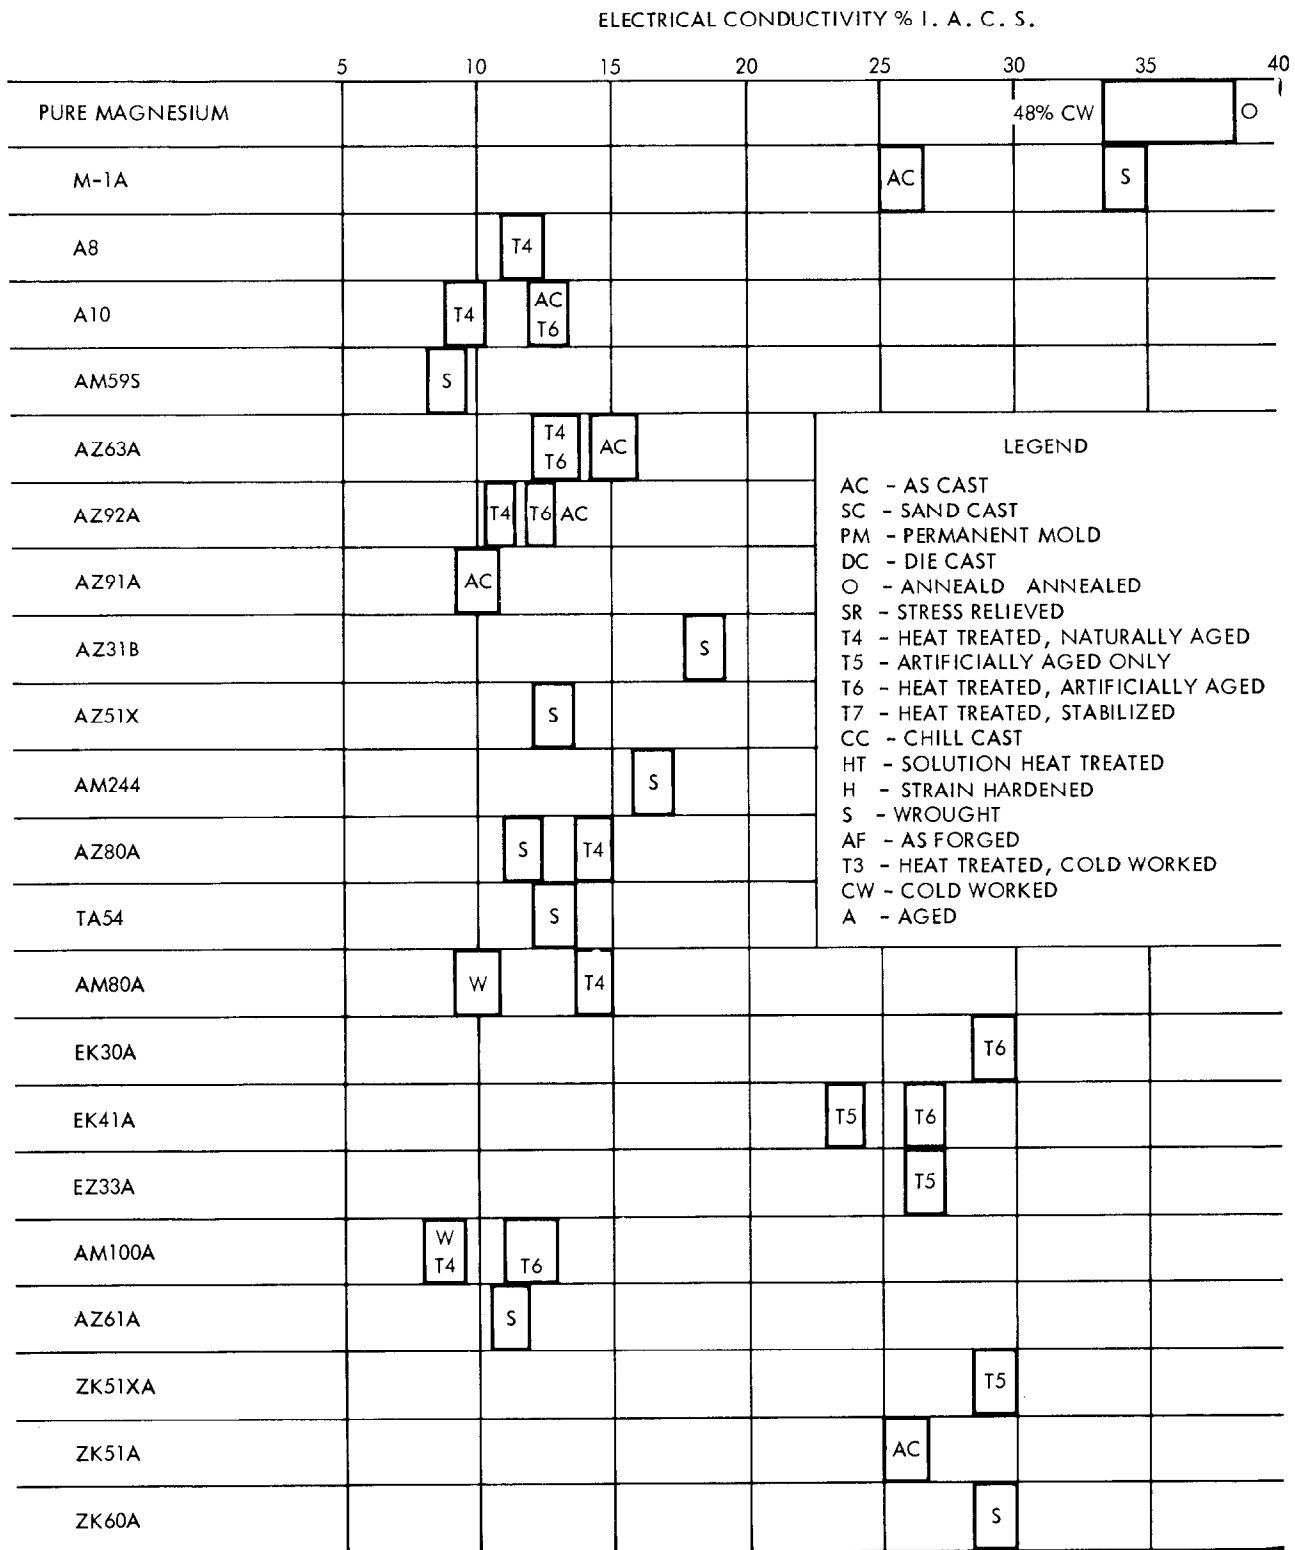 ELECTRICAL CONDUCTIVITY % I. A. C. S.
5 10 15 20 25 30 35 40
PURE MAGNESIUM 48% CW O
M-1A AC S
A8 T4
A10 T4 AC T6
AM59S S
AZ63A T4 T6 AC
AZ92A T4 T6 AC
AZ91A AC
AZ31B S
AZ51X S
AM244 S
AZ80A S T4
TA54 S
AM80A W T4
EK30A T6
EK41A T5 T6
EZ33A T5
AM100A W T4 T6
AZ61A S
ZK51XA T5
ZK51A AC
ZK60A S
LEGEND
AC - AS CAST
SC - SAND CAST
PM - PERMANENT MOLD
DC - DIE CAST
O - ANNEALD ANNEALED
SR - STRESS RELIEVED
T4 - HEAT TREATED, NATURALLY AGED
T5 - ARTIFICIALLY AGED ONLY
T6 - HEAT TREATED, ARTIFICIALLY AGED
T7 - HEAT TREATED, STABILIZED
CC - CHILL CAST
HT - SOLUTION HEAT TREATED
H - STRAIN HARDENED
S - WROUGHT
AF - AS FORGED
T3 - HEAT TREATED, COLD WORKED
CW - COLD WORKED
A - AGED